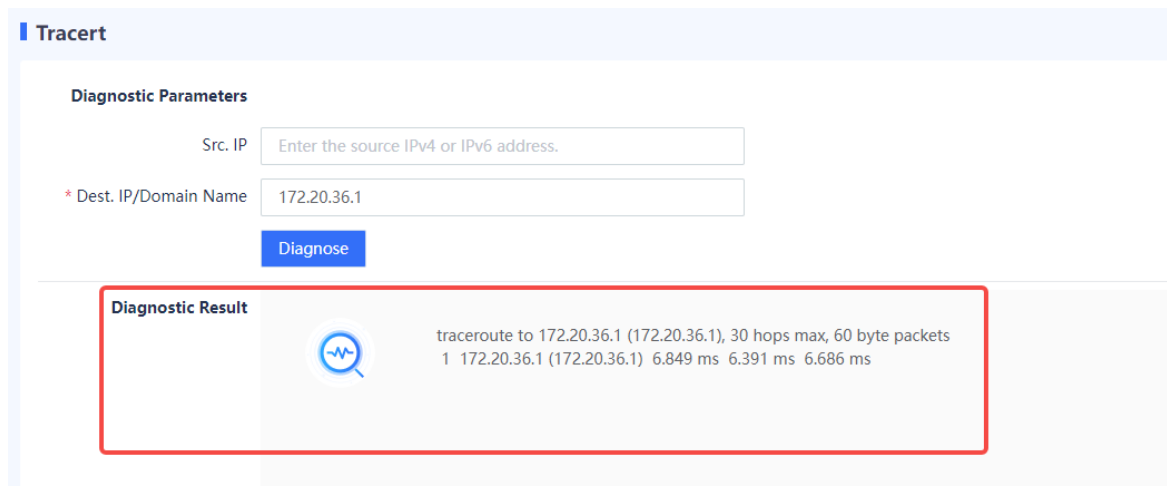 Tracert
Diagnostic Parameters
Src. IP Enter the source IPv4 or IPv6 address.
* Dest. IP/Domain Name 172.20.36.1
Diagnose
Diagnostic Result
traceroute to 172.20.36.1 (172.20.36.1), 30 hops max, 60 byte packets
1 172.20.36.1 (172.20.36.1) 6.849 ms 6.391 ms 6.686 ms